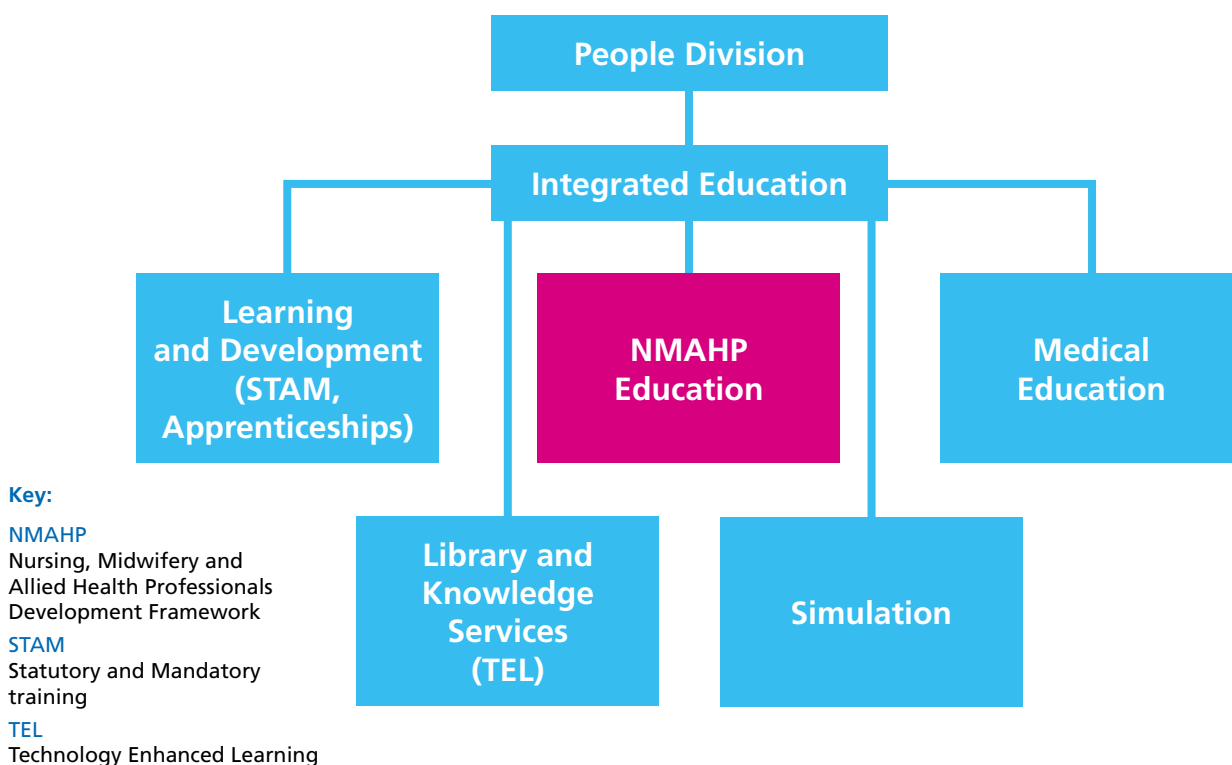 People Division
Integrated Education
Learning
and Development
(STAM,
Apprenticeships)
NMAHP
Education
Medical
Education
Library and
Knowledge
Services
(TEL)
Simulation
Key:
NMAHP
Nursing, Midwifery and
Allied Health Professionals
Development Framework
STAM
Statutory and Mandatory
training
TEL
Technology Enhanced Learning